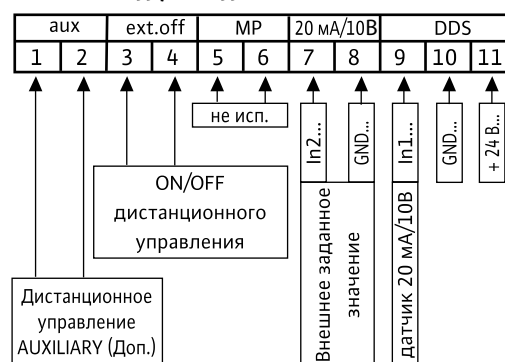 aux ext.off MP 20 мА/10В DDS
1 2 3 4 5 6 7 8 9 10 11
не исп.
In2...
GND...
In1...
GND...
+ 24 В...
ON/OFF
дистанционного
управления
Внешнее заданное
значение
датчик 20 мА/10В
Дистанционное
управление
AUXILIARY (Доп.)